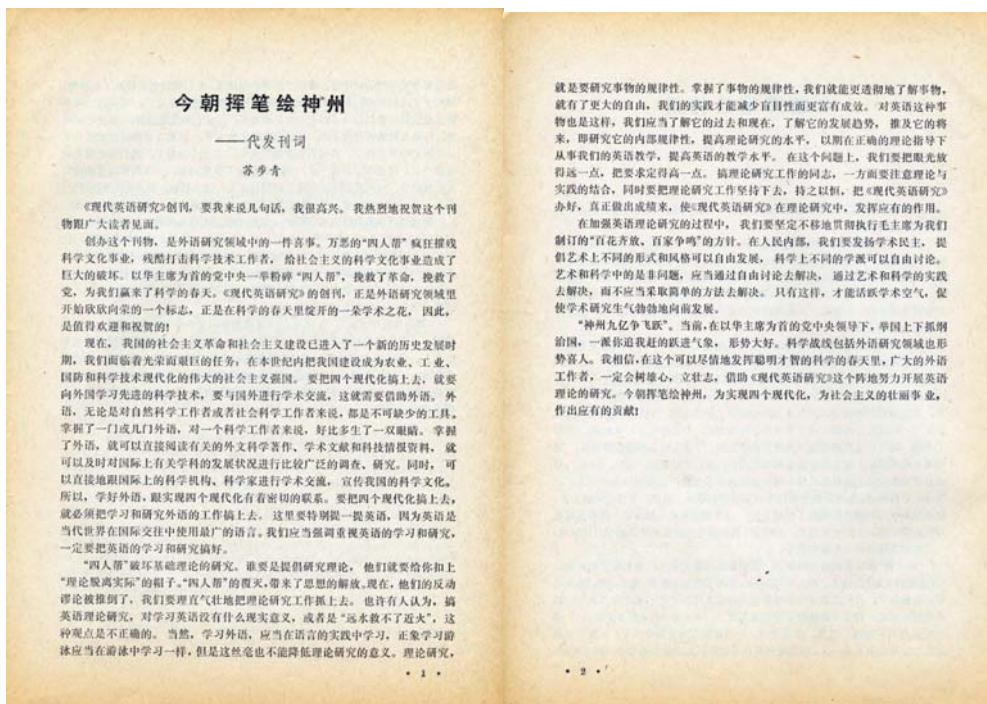 今朝挥笔绘神州
——代发刊词
苏步青
《现代英语研究》创刊，要我来说几句话，我很高兴。我热烈地祝贺这个刊
物跟广大读者见面。
创办这个刊物，是外语研究领域中的一件喜事。万恶的“四人帮”疯狂摧残
科学文化事业，残酷打击科学技术工作者，给社会主义的科学文化事业造成了
巨大的破坏。以华主席为首的党中央一举粉碎“四人帮”，挽救了革命，挽救了
党，为我们赢来了科学的春天。《现代英语研究》的创刊，正是外语研究领域里
开始欣欣向荣的一个标志，正是在科学的春天里绽开的一朵学术之花，因此，
是值得欢迎和祝贺的！
现在，我国的社会主义革命和社会主义建设已进入了一个新的历史发展时
期，我们面临着光荣而艰巨的任务：在本世纪内把我国建设成为农业、工业、
国防和科学技术现代化的伟大的社会主义强国。要把四个现代化搞上去，就要
向外国学习先进的科学技术，要与国外进行学术交流，这就需要借助外语。外
语，无论是对自然科学工作者或者社会科学工作者来说，都是不可缺少的工具。
掌握了一门或几门外语，对一个科学工作者来说，好比多生了一双眼睛。掌握
了外语，就可以直接阅读有关的外文科学著作、学术文献和科技情报资料，就
可以及时对国际上有关学科的发展状况进行比较广泛的调查、研究。同时，可
以直接地跟国际上的科学机构、科学家进行学术交流，宣传我国的科学文化。
所以，学好外语，跟实现四个现代化有着密切的联系。要把四个现代化搞上去，
就必须把学习和研究外语的工作搞上去。这里要特别提一提英语，因为英语是
当代世界在国际交往中使用最广的语言。我们应当强调重视英语的学习和研究，
一定要把英语的学习和研究搞好。
“四人帮”破坏基础理论的研究。谁要是提倡研究理论，他们就要给你扣上
“理论脱离实际”的帽子。“四人帮”的覆灭，带来了思想的解放。现在，他们的反动
谬论被推倒了，我们要理直气壮地把理论研究工作抓上去。也许有人认为，搞
英语理论研究，对学习英语没有什么现实意义，或者是“远水救不了近火”，这
种观点是不正确的。当然，学习外语，应当在语言的实践中学习，正象学习游
泳应当在游泳中学习一样，但是这丝毫也不能降低理论研究的意义。理论研究，
• 1 •
就是要研究事物的规律性。掌握了事物的规律性，我们就能更透彻地了解事物，
就有了更大的自由，我们的实践才能减少盲目性而更富有成效。对英语这种事
物也是这样，我们应当了解它的过去和现在，了解它的发展趋势，推及它的将
来，即研究它的内部规律性，提高理论研究的水平，以期在正确的理论指导下
从事我们的英语教学，提高英语的教学水平。在这个问题上，我们要把眼光放
得远一点，把要求定得高一点。搞理论研究工作的同志，一方面要注意理论与
实践的结合，同时要把理论研究工作坚持下去，持之以恒，把《现代英语研究》
办好，真正做出成绩来，使《现代英语研究》在理论研究中，发挥应有的作用。
在加强英语理论研究的过程中，我们要坚定不移地贯彻执行毛主席为我们
制订的“百花齐放、百家争鸣”的方针。在人民内部，我们要发扬学术民主，提
倡艺术上不同的形式和风格可以自由发展，科学上不同的学派可以自由讨论。
艺术和科学中的是非问题，应当通过自由讨论去解决，通过艺术和科学的实践
去解决，而不应当采取简单的方法去解决。只有这样，才能活跃学术空气，促
使学术研究生气勃勃地向前发展。
“神州九亿争飞跃”。当前，在以华主席为首的党中央领导下，举国上下抓纲
治国，一派你追我赶的跃进气象，形势大好。科学战线包括外语研究领域也形
势喜人。我相信，在这个可以尽情地发挥聪明才智的科学的春天里，广大的外语
工作者，一定会树雄心，立壮志，借助《现代英语研究》这个阵地努力开展英语
理论的研究。今朝挥笔绘神州，为实现四个现代化，为社会主义的壮丽事业，
作出应有的贡献！
• 2 •